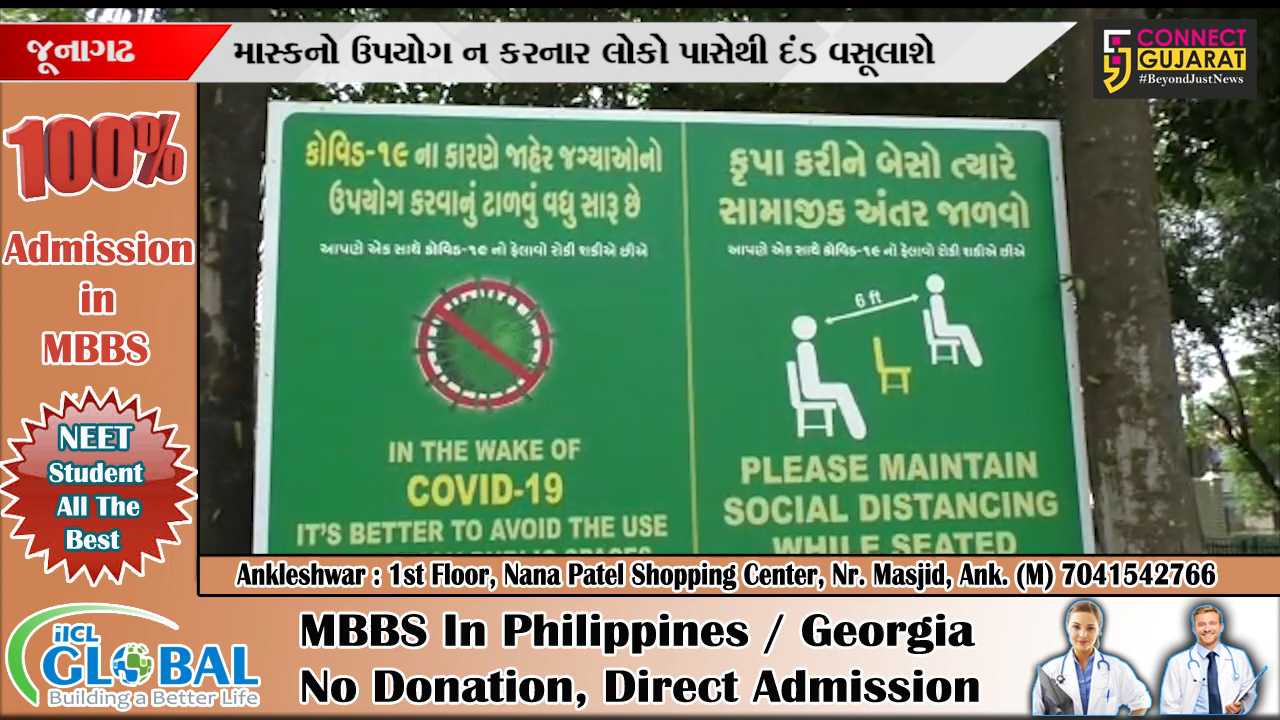 જૂનાગઢ
માસ્કનો ઉપયોગ ન કરનાર લોકો પાસેથી દંડ વસૂલાશે
CONNECT
GUJARAT
#BeyondJustNews
100%
Admission
in
MBBS
NEET
Student
All The
Best
કોવિડ-૧૯ ના કારણે જાહેર જગ્યાઓનો
ઉપયોગ કરવાનું ટાળવું વધુ સારૂ છે
આપણે એક સાથે કોવિડ-૧૯ નો ફેલાવો રોકી શકીએ છીએ
IN THE WAKE OF
COVID-19
IT'S BETTER TO AVOID THE USE
કૃપા કરીને બેસો ત્યારે
સામાજીક અંતર જાળવો
આપણે એક સાથે કોવિડ-૧૯ નો ફેલાવો રોકી શકીએ છીએ
6 ft
PLEASE MAINTAIN
SOCIAL DISTANCING
WHILE SEATED
Ankleshwar : 1st Floor, Nana Patel Shopping Center, Nr. Masjid, Ank. (M) 7041542766
iICL
GLOBAL
Building a Better Life
MBBS In Philippines / Georgia
No Donation, Direct Admission